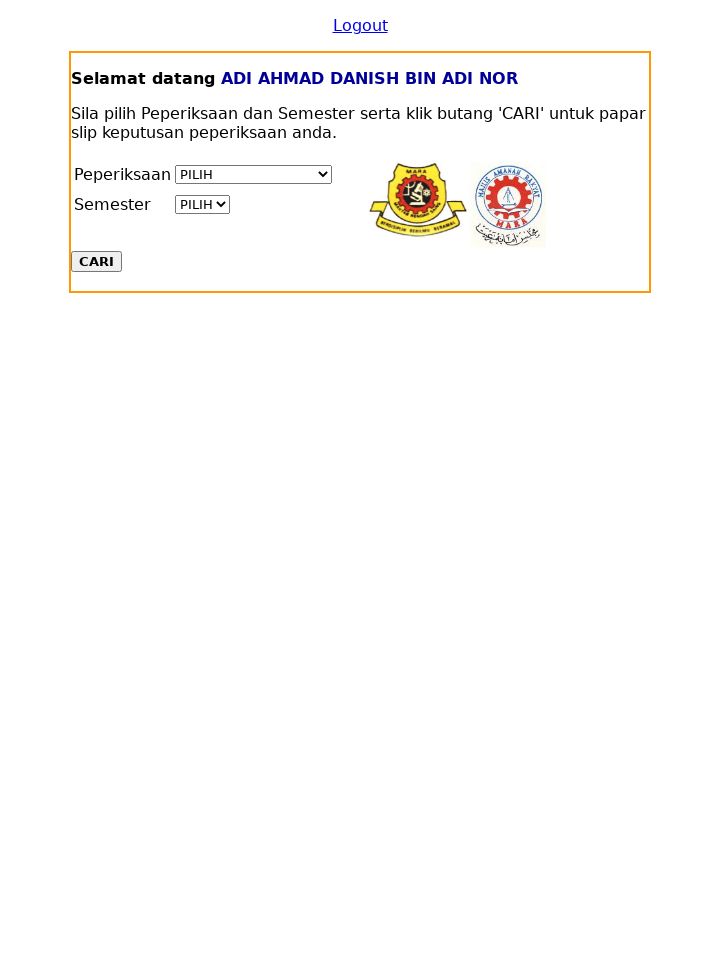 Logout
Selamat datang ADI AHMAD DANISH BIN ADI NOR
Sila pilih Peperiksaan dan Semester serta klik butang 'CARI' untuk papar
slip keputusan peperiksaan anda.
Peperiksaan PILIH
Semester PILIH
MARA
BERDISIPLIN BERILMU BERAMAL
MAJLIS AMANAH RAKYAT
MARA
CARI